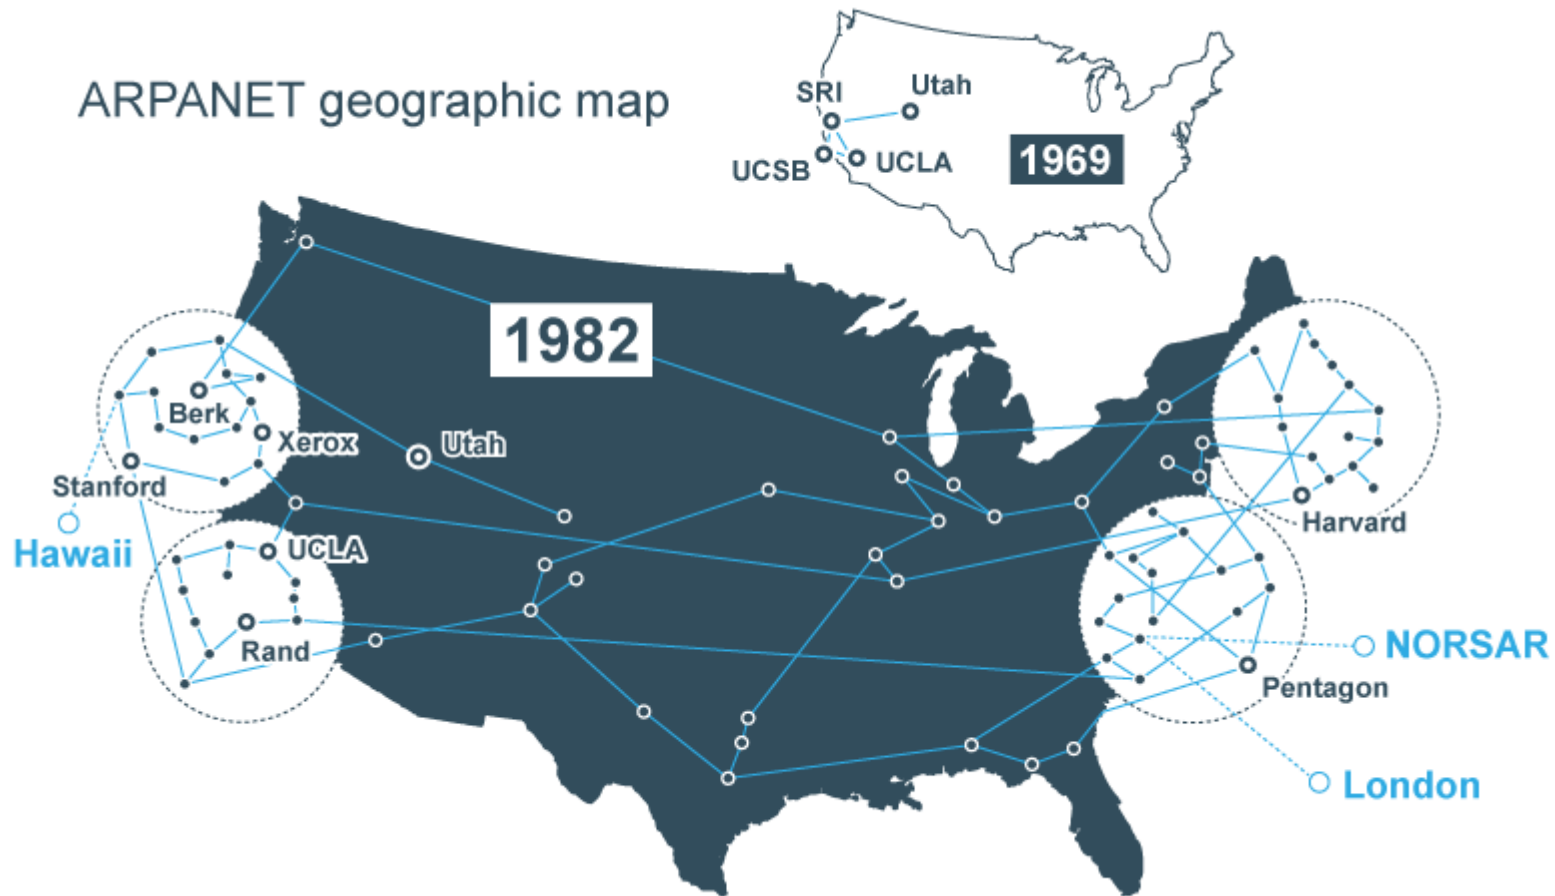 ARPANET geographic map
SRI
Utah
UCSB
UCLA
1969
1982
Berk
Xerox
Utah
Stanford
Hawaii
UCLA
Rand
Harvard
NORSAR
Pentagon
London